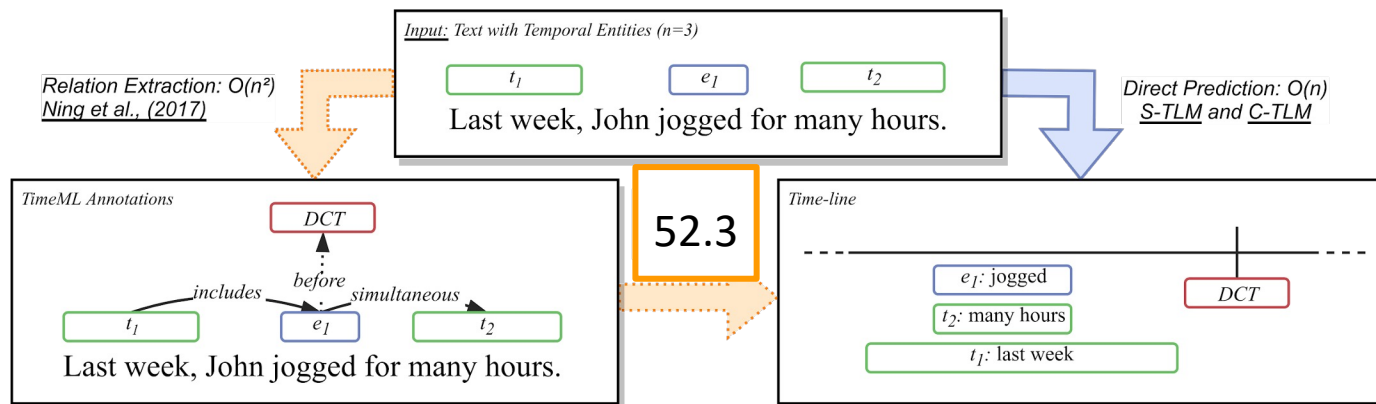 Input: Text with Temporal Entities (n=3)
t1 e1 t2
Last week, John jogged for many hours.
Relation Extraction: O(n²)
Ning et al., (2017)
Direct Prediction: O(n)
S-TLM and C-TLM
TimeML Annotations
DCT
before
includes simultaneous
t1 e1 t2
Last week, John jogged for many hours.
52.3
Time-line
e1: jogged
DCT
t2: many hours
t1: last week